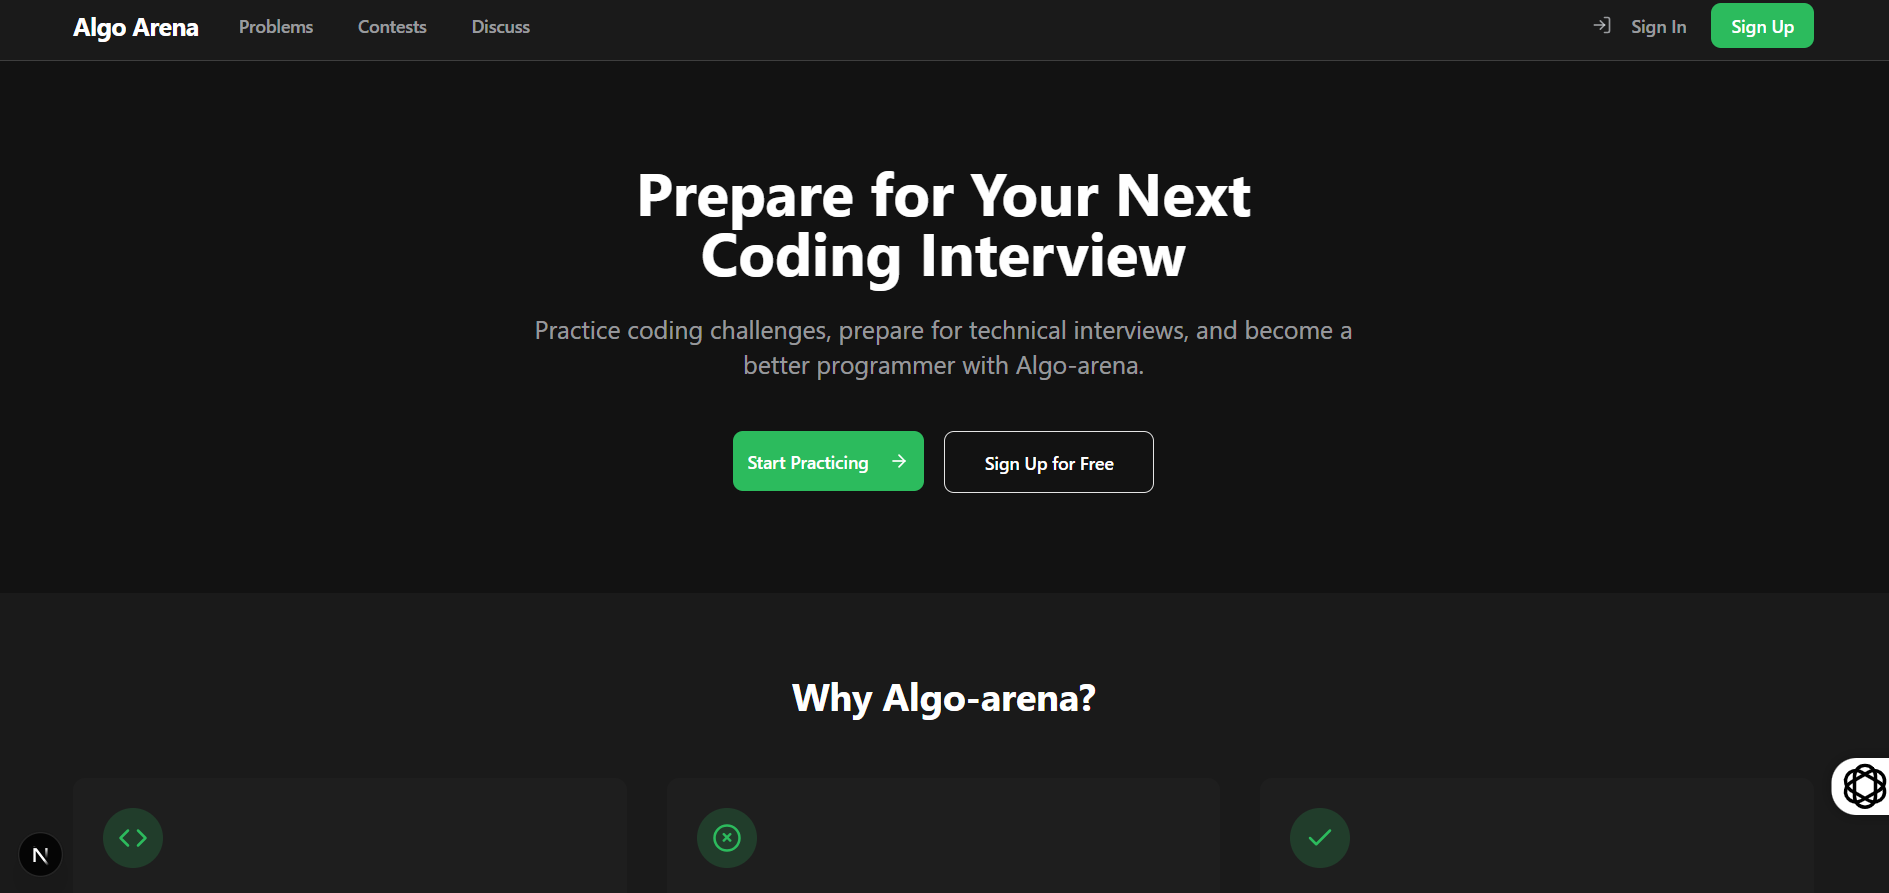 Algo Arena
Problems
Contests
Discuss
Sign In
Sign Up
Prepare for Your Next
Coding Interview
Practice coding challenges, prepare for technical interviews, and become a
better programmer with Algo-arena.
Start Practicing
Sign Up for Free
Why Algo-arena?
N